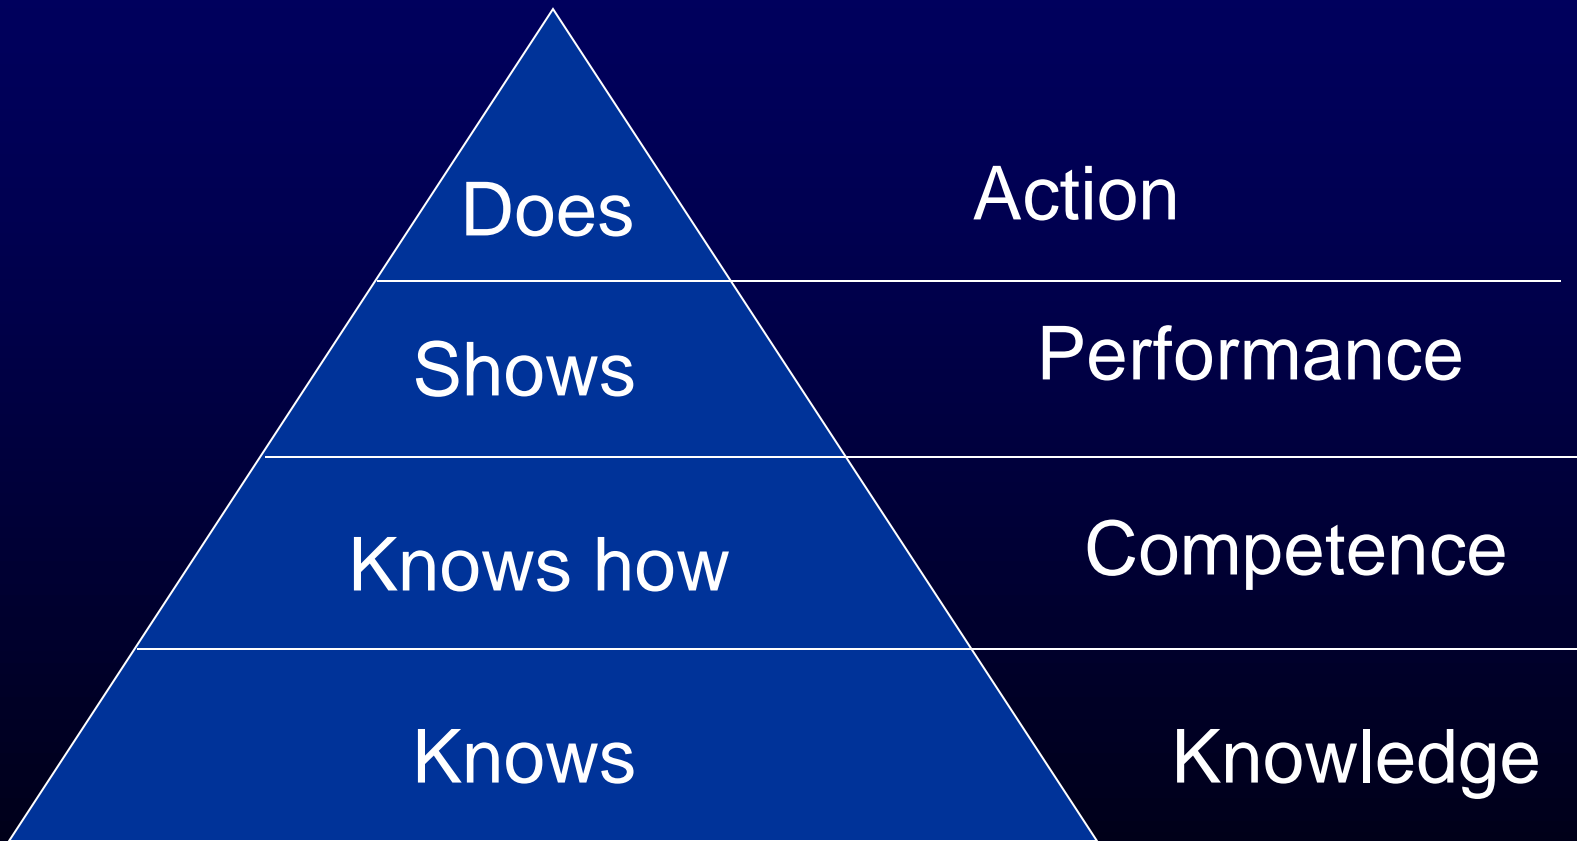 Does
Action
Shows
Performance
Knows how
Competence
Knows
Knowledge